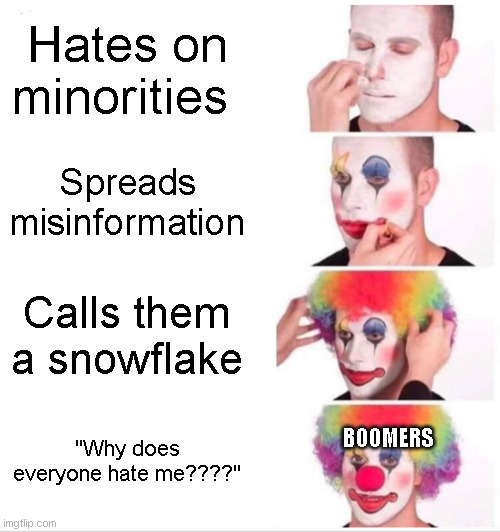 Hates on
minorities
Spreads
misinformation
Calls them
a snowflake
"Why does
everyone hate me????"
BOOMERS
imgflip.com